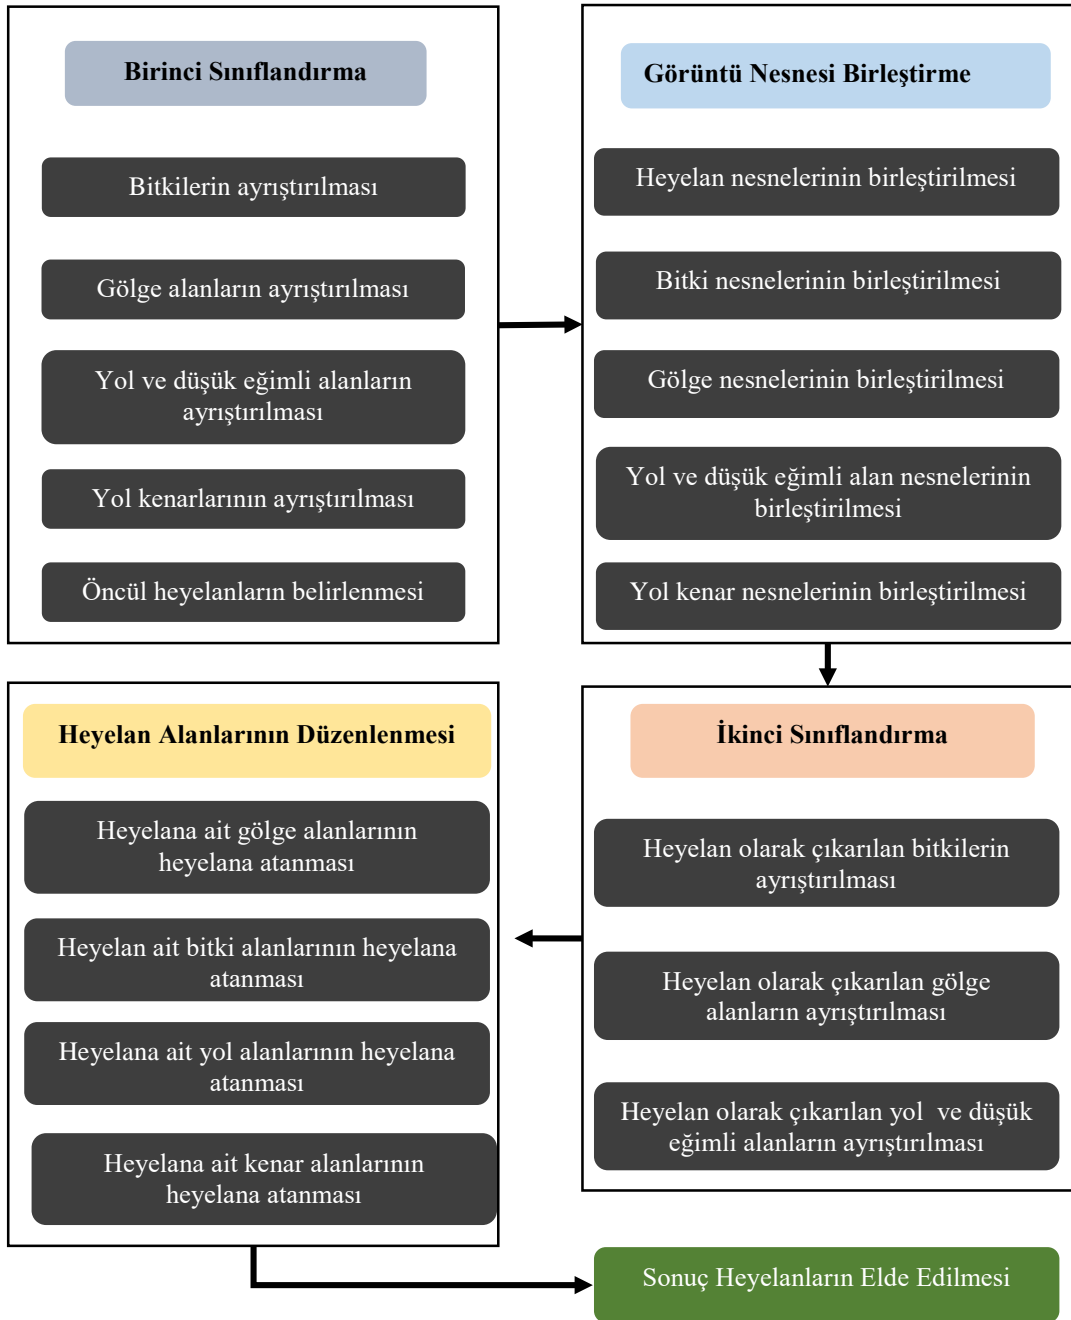 Birinci Sınıflandırma
Bitkilerin ayrıştırılması
Gölge alanların ayrıştırılması
Yol ve düşük eğimli alanların
ayrıştırılması
Yol kenarlarının ayrıştırılması
Öncül heyelanların belirlenmesi
Görüntü Nesnesi Birleştirme
Heyelan nesnelerinin birleştirilmesi
Bitki nesnelerinin birleştirilmesi
Gölge nesnelerinin birleştirilmesi
Yol ve düşük eğimli alan nesnelerinin
birleştirilmesi
Yol kenar nesnelerinin birleştirilmesi
İkinci Sınıflandırma
Heyelan olarak çıkarılan bitkilerin
ayrıştırılması
Heyelan olarak çıkarılan gölge
alanların ayrıştırılması
Heyelan olarak çıkarılan yol  ve düşük
eğimli alanların ayrıştırılması
Heyelan Alanlarının Düzenlenmesi
Heyelana ait gölge alanlarının
heyelana atanması
Heyelan ait bitki alanlarının heyelana
atanması
Heyelana ait yol alanlarının heyelana
atanması
Heyelana ait kenar alanlarının
heyelana atanması
Sonuç Heyelanların Elde Edilmesi